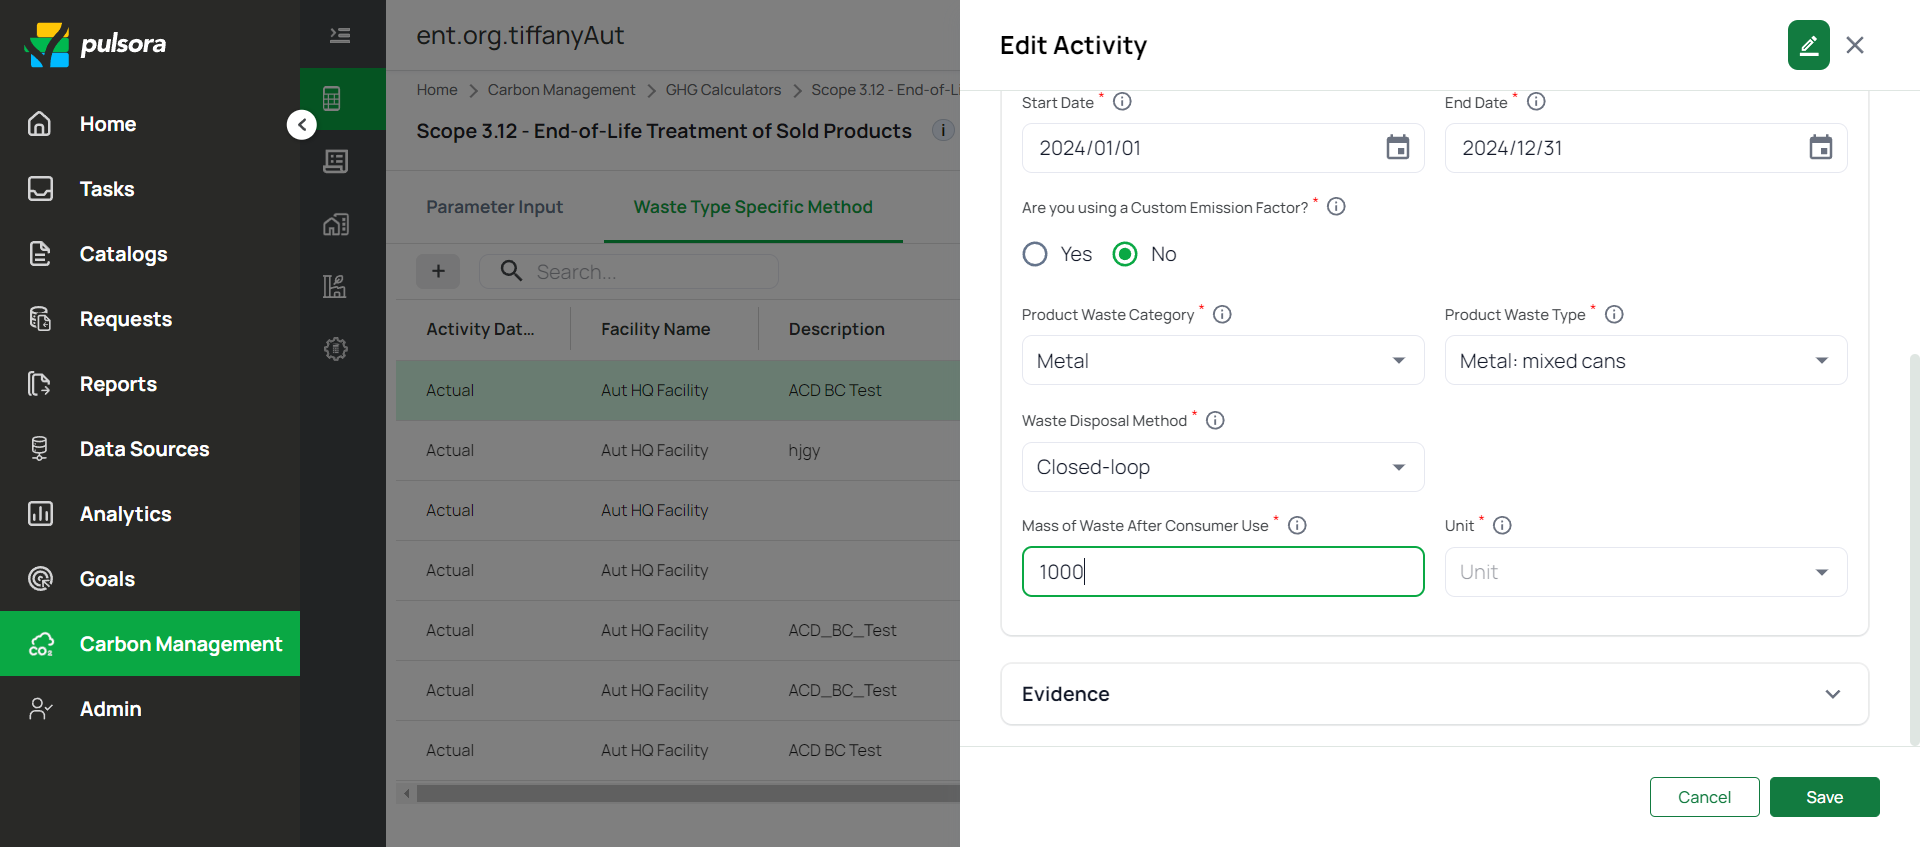 pulsora
Home
Tasks
Catalogs
Requests
Reports
Data Sources
Analytics
Goals
CO₂ Carbon Management
Admin
ent.org.tiffanyAut
Home > Carbon Management > GHG Calculators > Scope 3.12 - End-of-L
Scope 3.12 - End-of-Life Treatment of Sold Products i
Parameter Input
Waste Type Specific Method
+
Search...
Activity Dat... Facility Name Description
Actual Aut HQ Facility ACD BC Test
Actual Aut HQ Facility hjgy
Actual Aut HQ Facility
Actual Aut HQ Facility
Actual Aut HQ Facility ACD_BC_Test
Actual Aut HQ Facility ACD_BC_Test
Actual Aut HQ Facility ACD BC Test
Edit Activity
Start Date *
End Date *
2024/01/01
2024/12/31
Are you using a Custom Emission Factor? *
Yes
No
Product Waste Category *
Product Waste Type *
Metal
Metal: mixed cans
Waste Disposal Method *
Closed-loop
Mass of Waste After Consumer Use *
Unit *
1000
Unit
Evidence
Cancel
Save